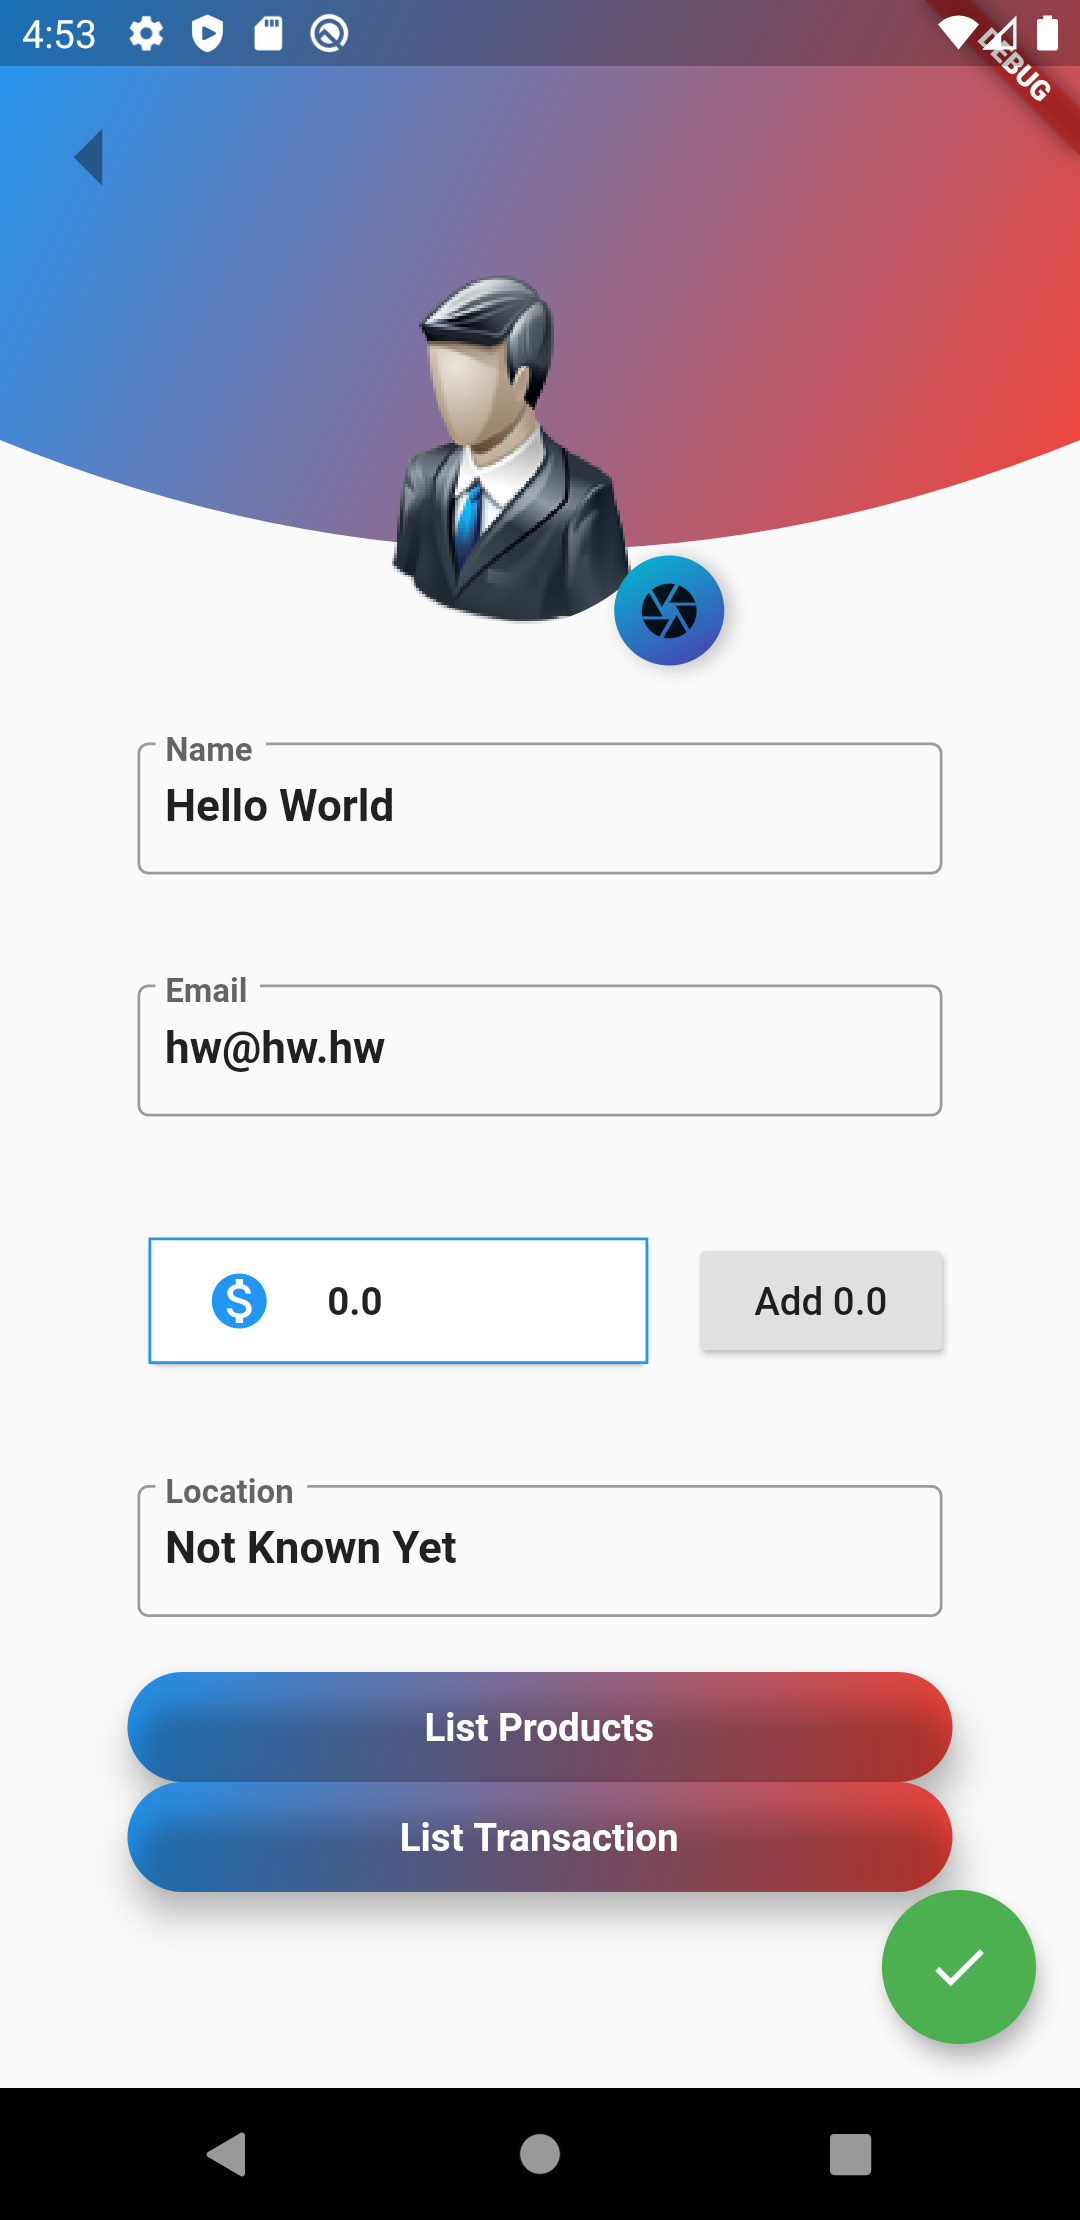 4:53
DEBUG
Name
Hello World
Email
hw@hw.hw
0.0
Add 0.0
Location
Not Known Yet
List Products
List Transaction